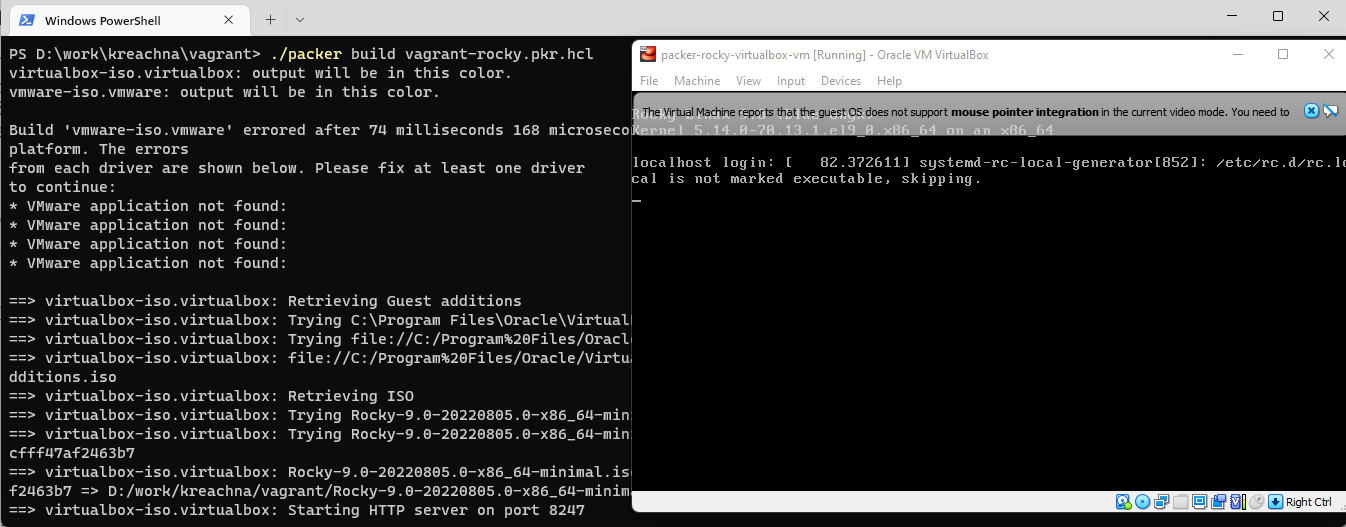 Windows PowerShell
PS D:\work\kreachna\vagrant> ./packer build vagrant-rocky.pkr.hcl
virtualbox-iso.virtualbox: output will be in this color.
vmware-iso.vmware: output will be in this color.
Build 'vmware-iso.vmware' errored after 74 milliseconds 168 microseco
platform. The errors
from each driver are shown below. Please fix at least one driver
to continue:
* VMware application not found:
* VMware application not found:
* VMware application not found:
* VMware application not found:
==> virtualbox-iso.virtualbox: Retrieving Guest additions
==> virtualbox-iso.virtualbox: Trying C:\Program Files\Oracle\Virtual
==> virtualbox-iso.virtualbox: Trying file://C:/Program%20Files/Oracl
==> virtualbox-iso.virtualbox: file://C:/Program%20Files/Oracle/Virtu
dditions.iso
==> virtualbox-iso.virtualbox: Retrieving ISO
==> virtualbox-iso.virtualbox: Trying Rocky-9.0-20220805.0-x86_64-min
==> virtualbox-iso.virtualbox: Trying Rocky-9.0-20220805.0-x86_64-min
cfff47af2463b7
==> virtualbox-iso.virtualbox: Rocky-9.0-20220805.0-x86_64-minimal.is
f2463b7 => D:/work/kreachna/vagrant/Rocky-9.0-20220805.0-x86_64-minim
==> virtualbox-iso.virtualbox: Starting HTTP server on port 8247
packer-rocky-virtualbox-vm [Running] - Oracle VM VirtualBox
File Machine View Input Devices Help
The Virtual Machine reports that the guest OS does not support mouse pointer integration in the current video mode. You need to
Kernel 5.14.0-70.13.1.el9_0.x86_64 on an x86_64
localhost login: [   82.372611] systemd-rc-local-generator[852]: /etc/rc.d/rc.lo
cal is not marked executable, skipping.
Right Ctrl